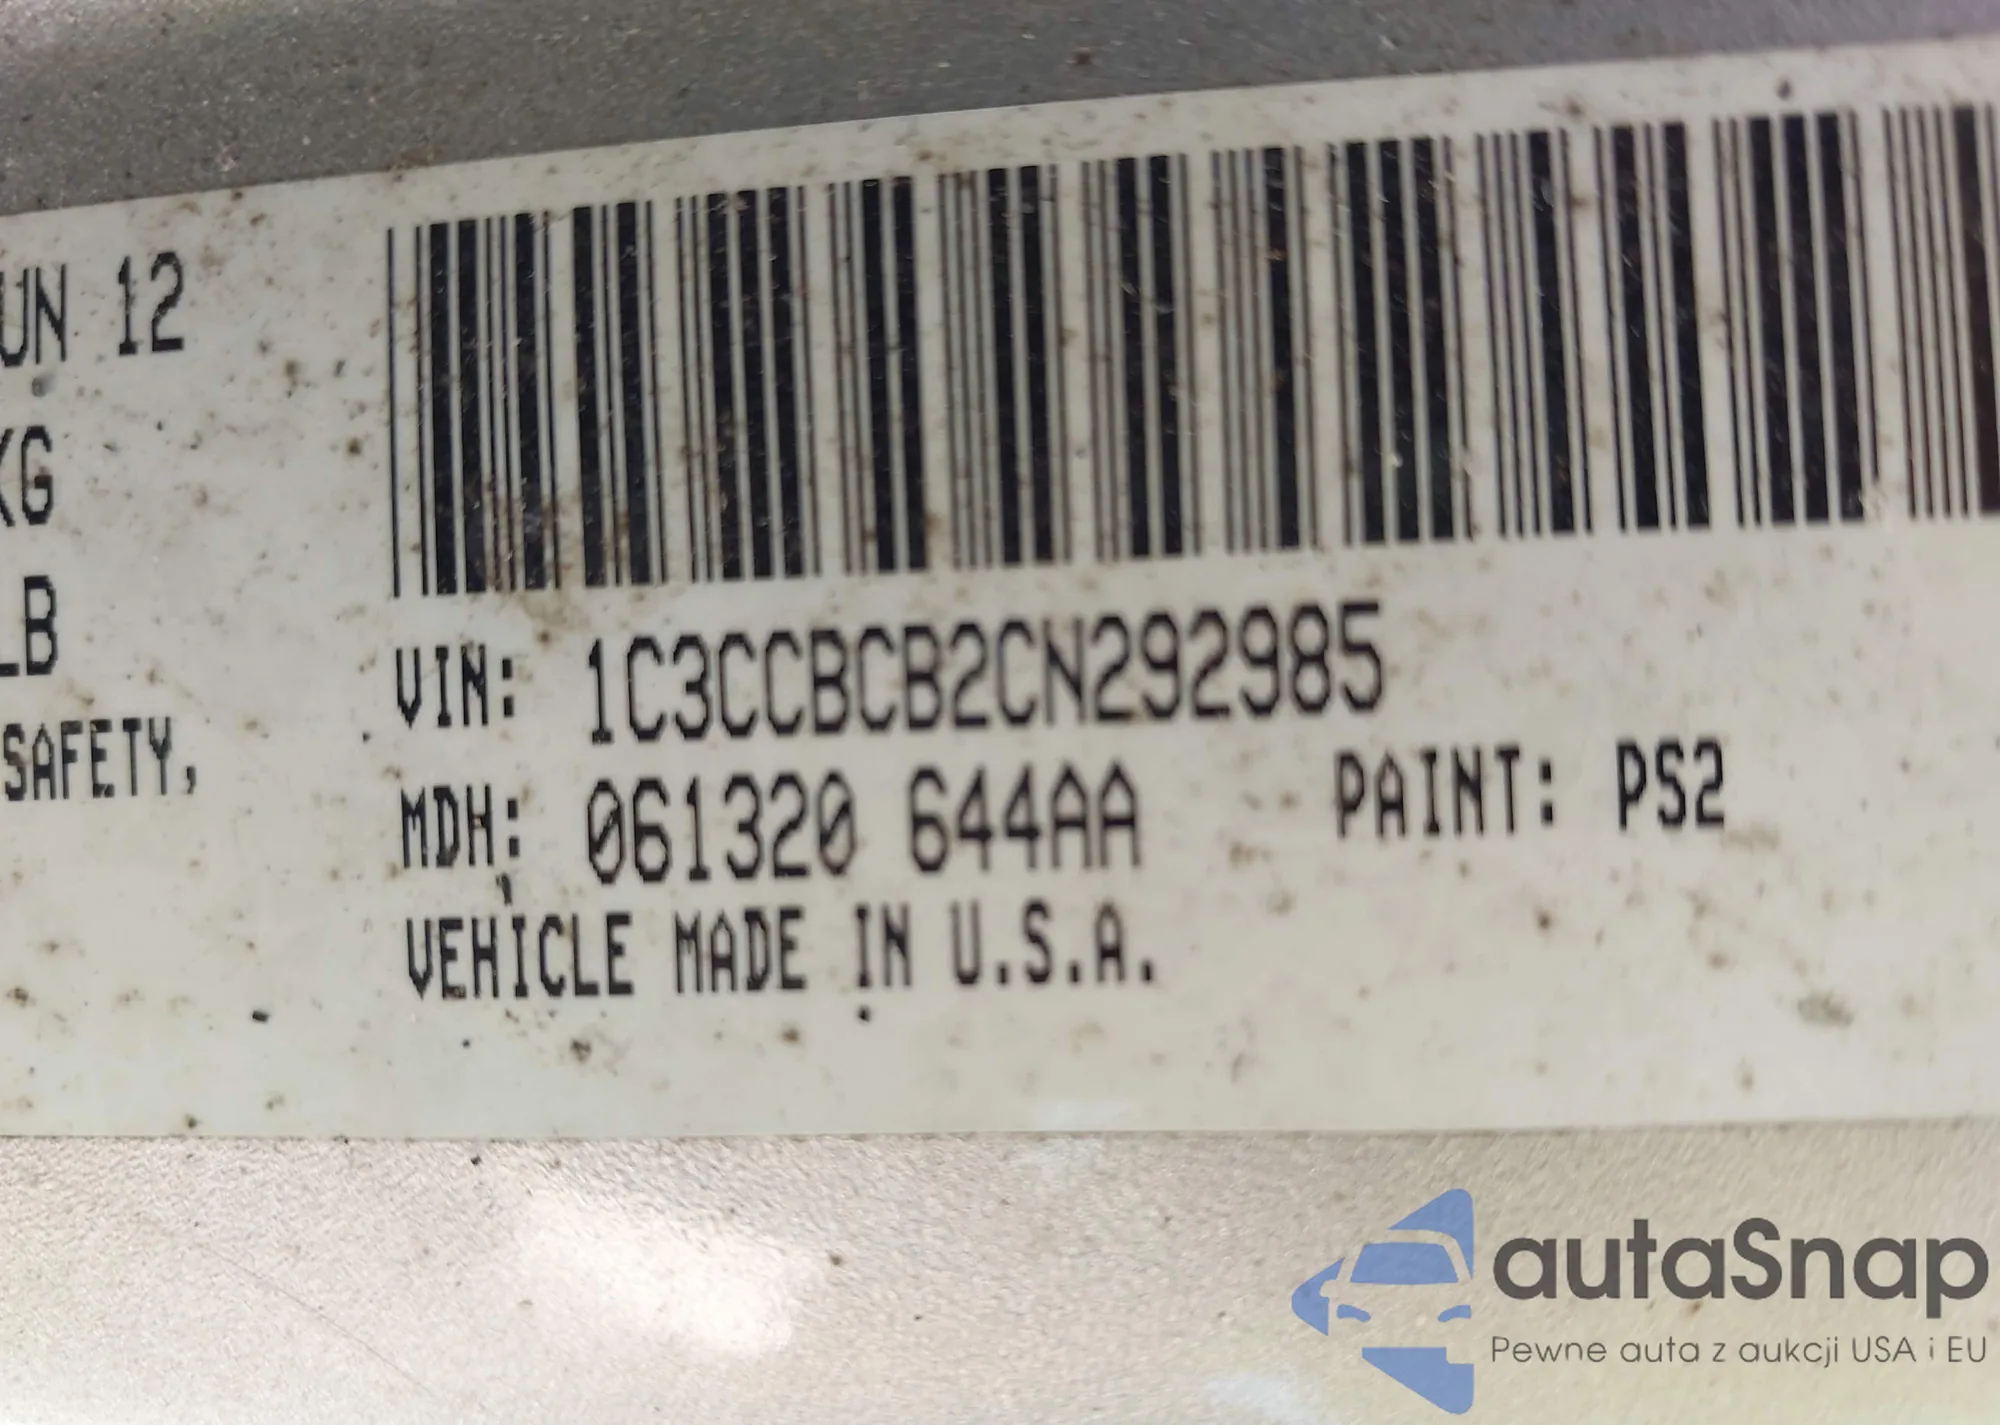 UN 12
KG
LB
SAFETY,
VIN: 1C3CCBCB2CN292985
MDH: 061320 644AA PAINT: PS2
VEHICLE MADE IN U.S.A.
autaSnap
Pewne auta z aukcji USA i EU